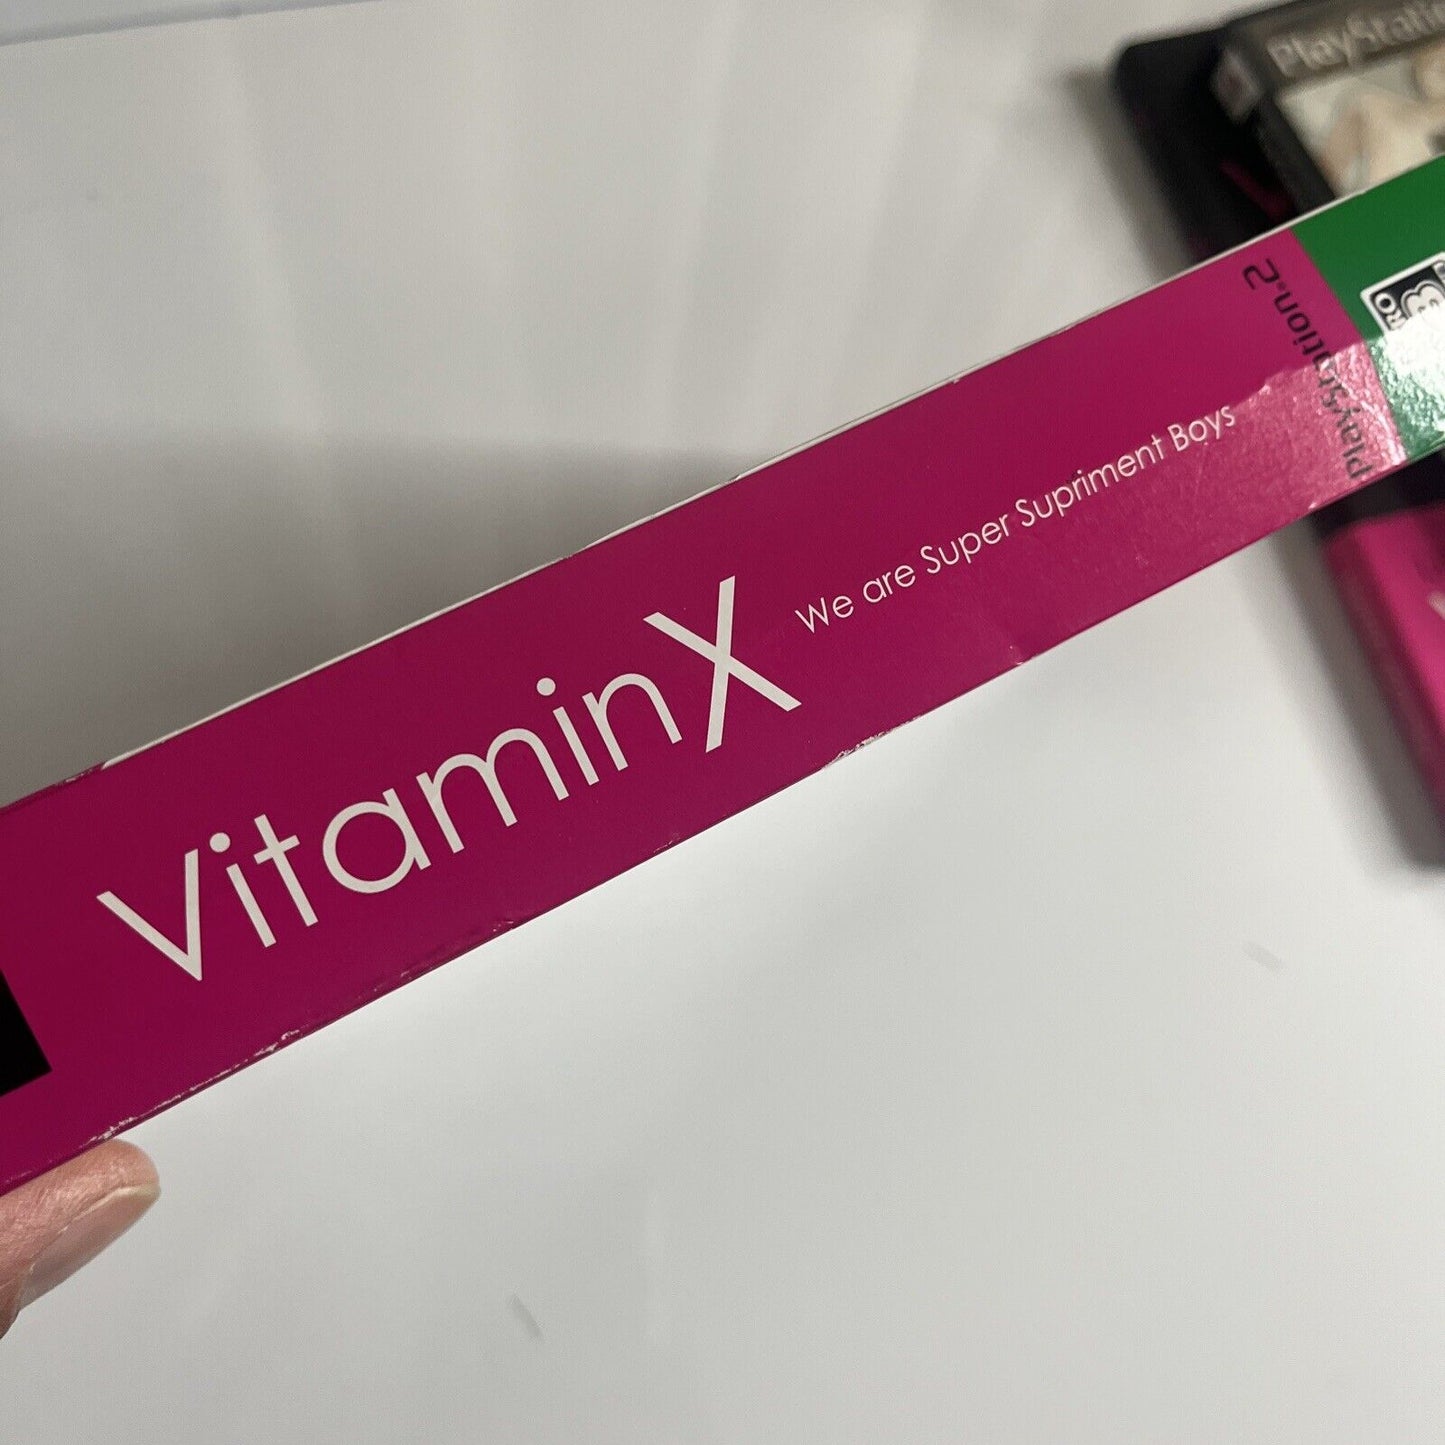 VitaminX
We are Super Supriment Boys
PlayStation.2
B
PlayStation